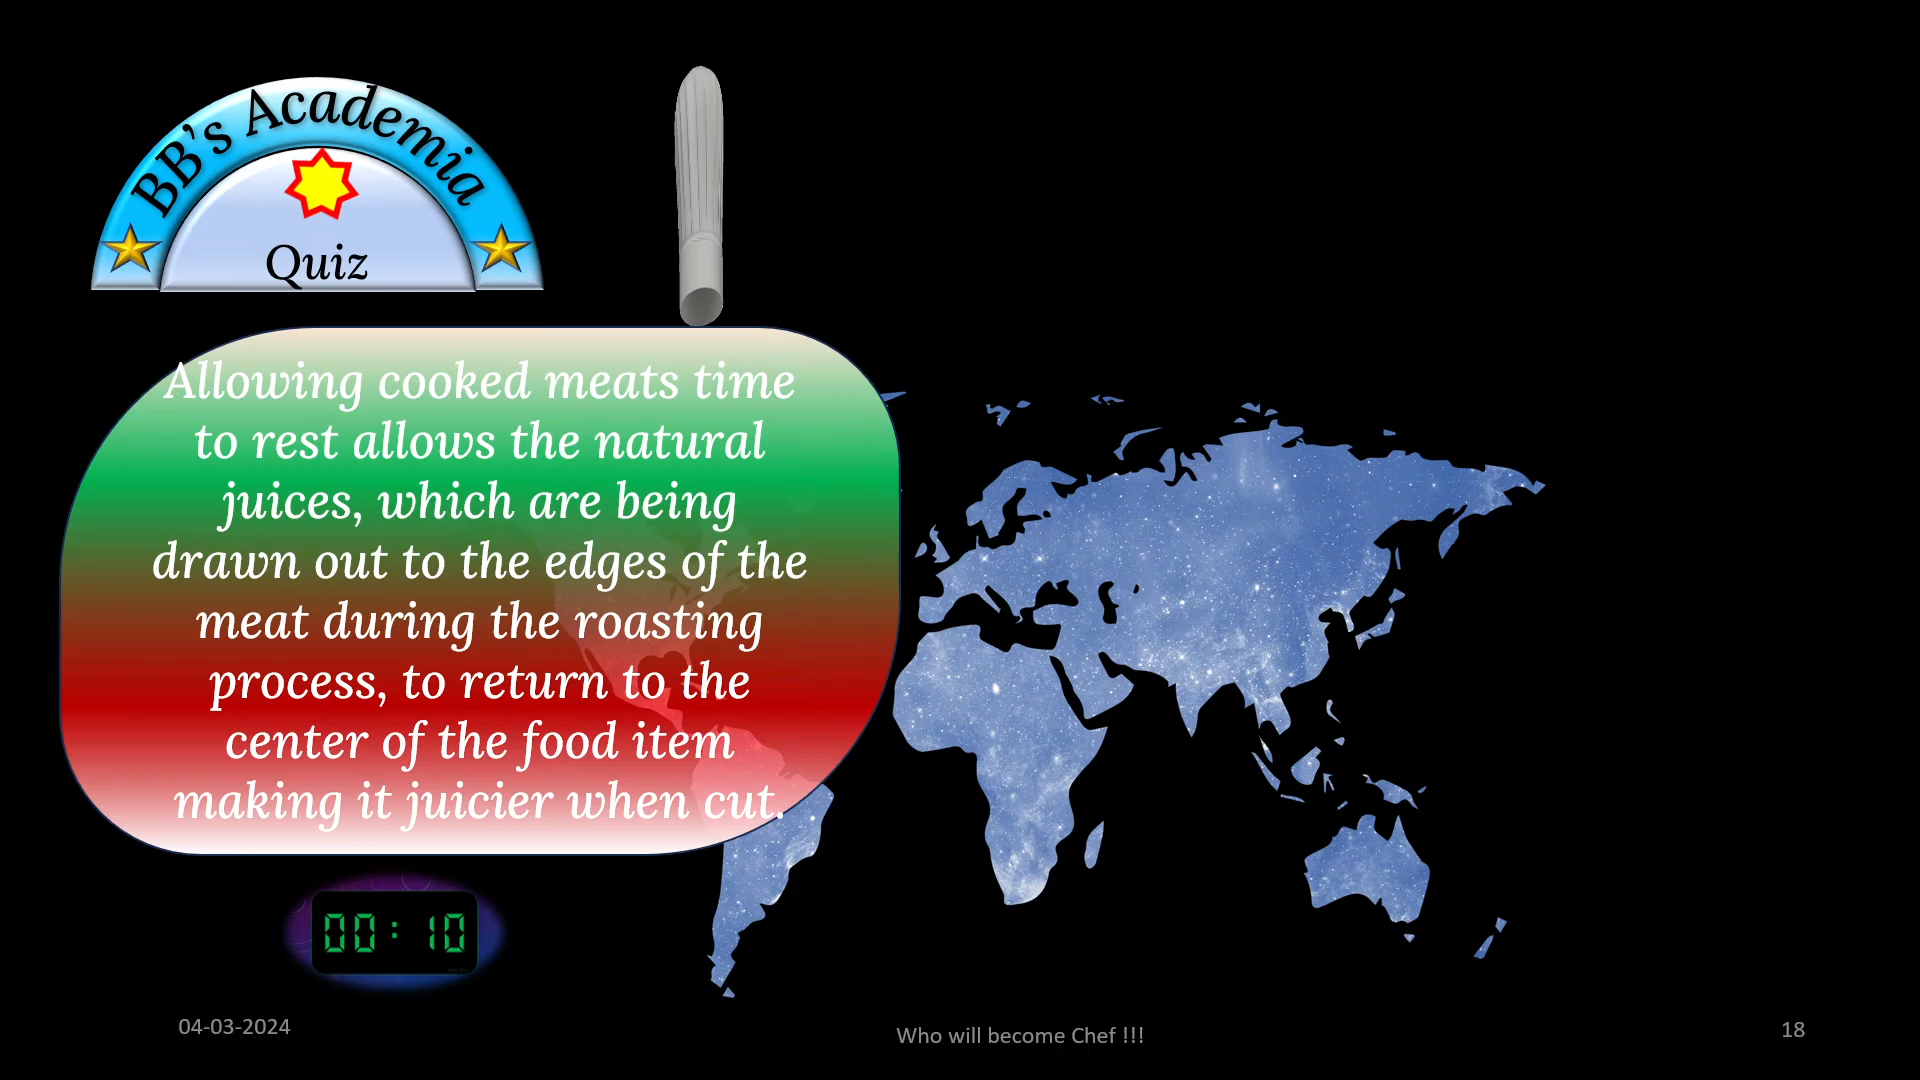 BB's Academia
Quiz
Allowing cooked meats time
to rest allows the natural
juices, which are being
drawn out to the edges of the
meat during the roasting
process, to return to the
center of the food item
making it juicier when cut.
00:10
04-03-2024
Who will become Chef !!!
18